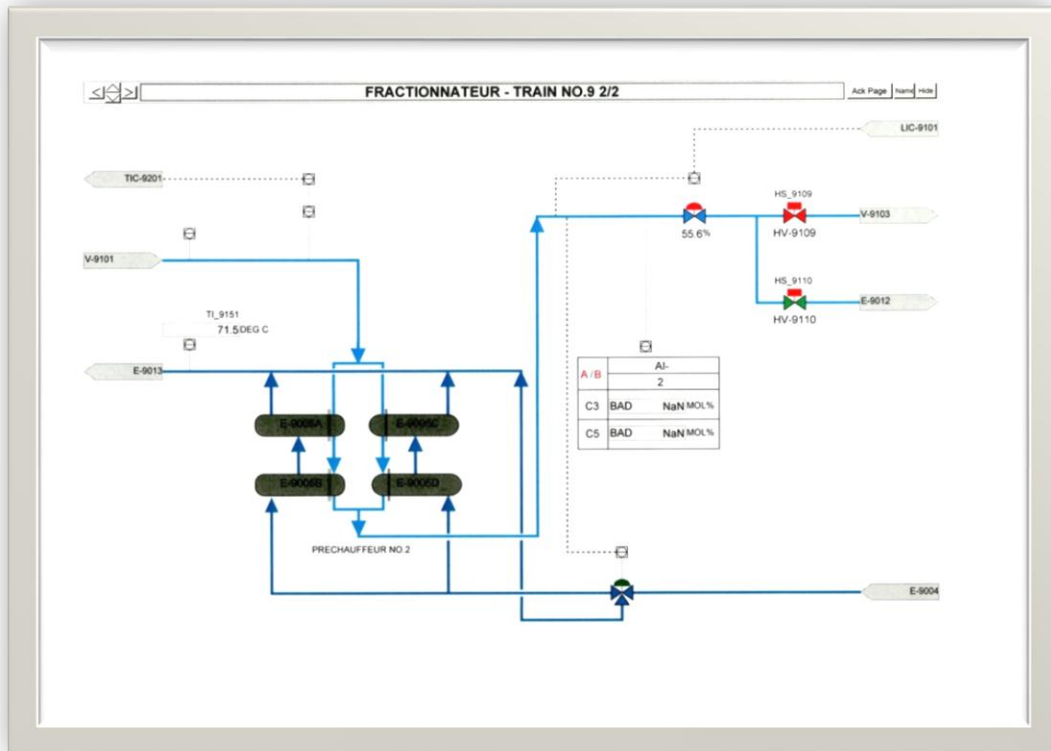 FRACTIONNATEUR - TRAIN NO.9 2/2
Ack Page Name Hide
LIC-9101
TIC-9201
HS_9109
V-9103
55.6%
HV-9109
V-9101
HS_9110
E-9012
TI_9151
HV-9110
71.5 DEG C
E-9013
A / B
AI-
2
C3 BAD NaN MOL%
C5 BAD NaN MOL%
PRECHAUFFEUR NO.2
E-9004